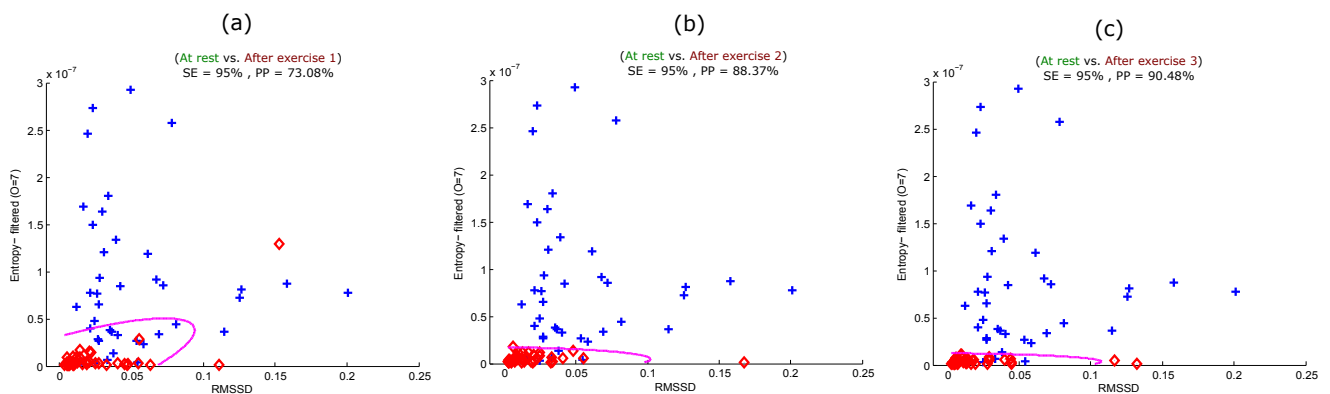 (a)
(At rest vs. After exercise 1)
SE = 95% , PP = 73.08%
x 10⁻⁷
3
2.5
2
1.5
1
0.5
0
Entropy− filtered (O=7)
0
0.05
0.1
0.15
0.2
0.25
RMSSD
(b)
(At rest vs. After exercise 2)
SE = 95% , PP = 88.37%
x 10⁻⁷
3
2.5
2
1.5
1
0.5
0
Entropy− filtered (O=7)
0
0.05
0.1
0.15
0.2
0.25
RMSSD
(c)
(At rest vs. After exercise 3)
SE = 95% , PP = 90.48%
x 10⁻⁷
3
2.5
2
1.5
1
0.5
0
Entropy− filtered (O=7)
0
0.05
0.1
0.15
0.2
0.25
RMSSD